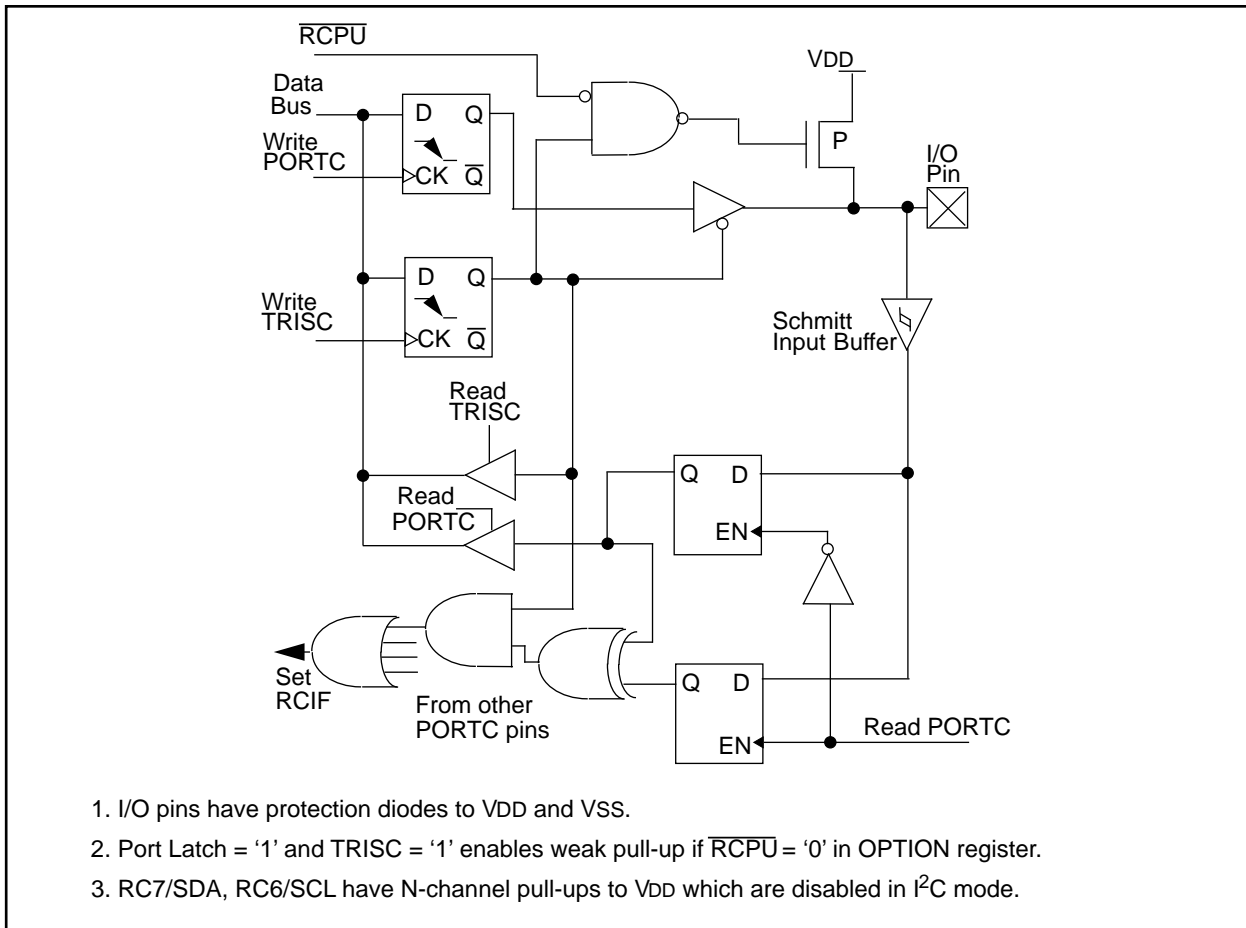 RCPU
VDD
Data
Bus
D Q
Write
PORTC
CK Q
P
I/O
Pin
D Q
Write
TRISC
CK Q
Schmitt
Input Buffer
Read
TRISC
Q D
Read
PORTC
EN
Set
RCIF
From other
PORTC pins
Q D
EN
Read PORTC
1. I/O pins have protection diodes to VDD and VSS.
2. Port Latch = ‘1’ and TRISC = ‘1’ enables weak pull-up if RCPU = ‘0’ in OPTION register.
3. RC7/SDA, RC6/SCL have N-channel pull-ups to VDD which are disabled in I2C mode.